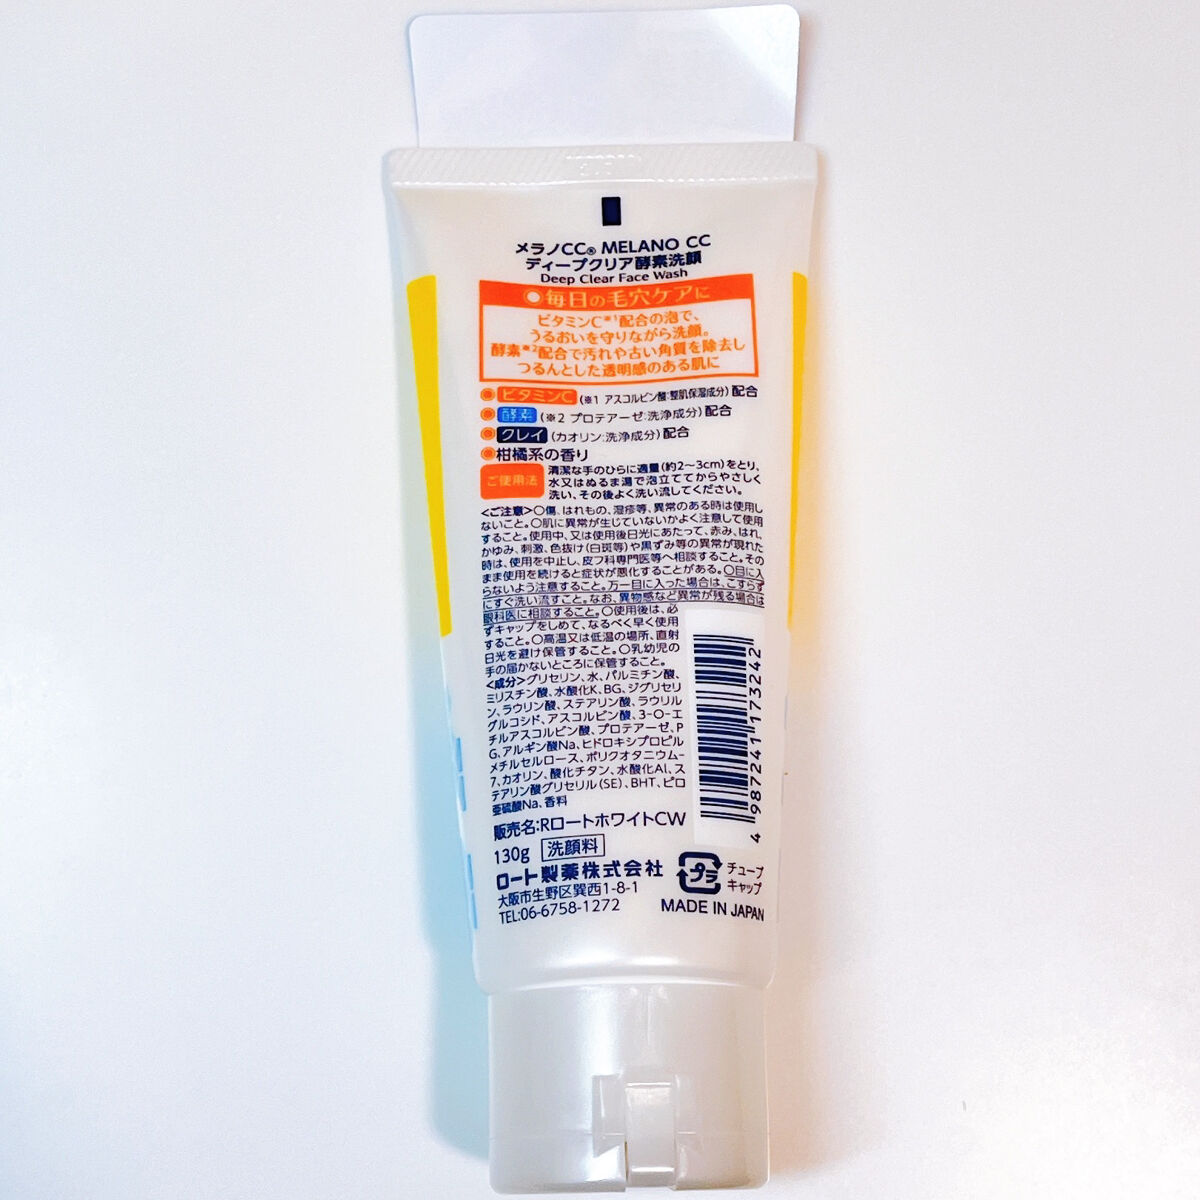 メラノCC® MELANO CC
ディープクリア酵素洗顔
Deep Clear Face Wash
毎日の毛穴ケアに
ビタミンC※1配合の泡で、
うるおいを守りながら洗顔。
酵素※2配合で汚れや古い角質を除去し
つるんとした透明感のある肌に
ビタミンC (※1 アスコルビン酸:整肌保湿成分) 配合
酵素 (※2 プロテアーゼ:洗浄成分) 配合
クレイ (カオリン:洗浄成分) 配合
柑橘系の香り
ご使用法
清潔な手のひらに適量(約2〜3cm)をとり、
水又はぬるま湯で泡立ててからやさしく
洗い、その後よく洗い流してください。
<ご注意>○傷、はれもの、湿疹等、異常のある時は使用し
ないこと。○肌に異常が生じていないかよく注意して使用
すること。使用中、又は使用後日光にあたって、赤み、はれ、
かゆみ、刺激、色抜け(白斑等)や黒ずみ等の異常が現れた
時は、使用を中止し、皮フ科専門医等へ相談すること。その
まま使用を続けると症状が悪化することがある。○目に入
らないよう注意すること。万一目に入った場合は、こすらず
にすぐ洗い流すこと。なお、異物感など異常が残る場合は
眼科医に相談すること。○使用後は、必
ずキャップをしめて、なるべく早く使用
すること。○高温又は低温の場所、直射
日光を避け保管すること。○乳幼児の
手の届かないところに保管すること。
<成分>グリセリン、水、パルミチン酸、
ミリスチン酸、水酸化K、BG、ジグリセリ
ン、ラウリン酸、ステアリン酸、ラウリル
グルコシド、アスコルビン酸、3-O-エ
チルアスコルビン酸、プロテアーゼ、P
G、アルギン酸Na、ヒドロキシプロピル
メチルセルロース、ポリクオタニウム-
7、カオリン、酸化チタン、水酸化Al、ス
テアリン酸グリセリル(SE)、BHT、ピロ
亜硫酸Na、香料
4 987241 173242
販売名:Rロートホワイトcw
130g 洗顔料
ロート製薬株式会社
大阪市生野区巽西1-8-1
TEL:06-6758-1272
プラ
チューブ
キャップ
MADE IN JAPAN